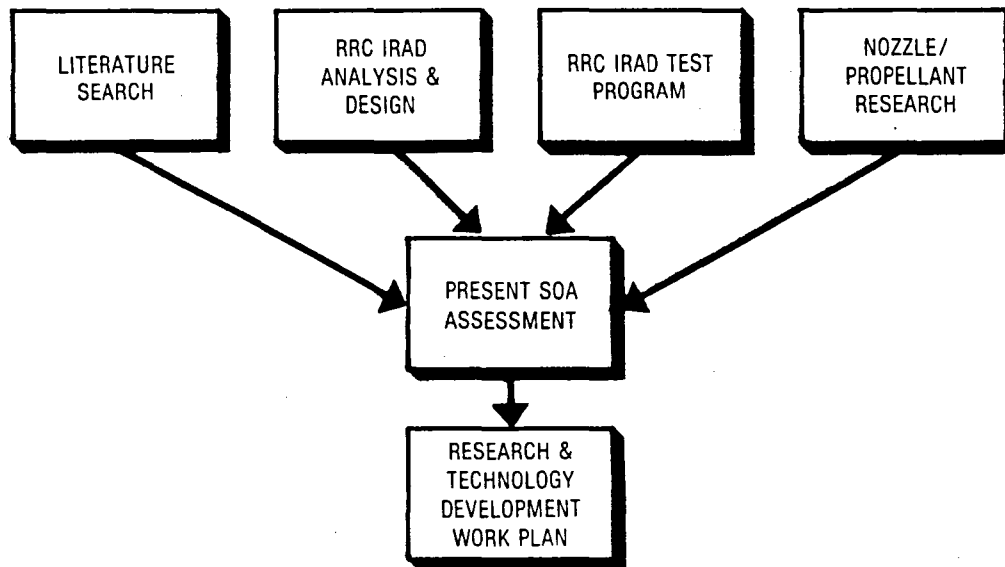 LITERATURE
SEARCH
RRC IRAD
ANALYSIS &
DESIGN
RRC IRAD TEST
PROGRAM
NOZZLE/
PROPELLANT
RESEARCH
PRESENT SOA
ASSESSMENT
RESEARCH &
TECHNOLOGY
DEVELOPMENT
WORK PLAN